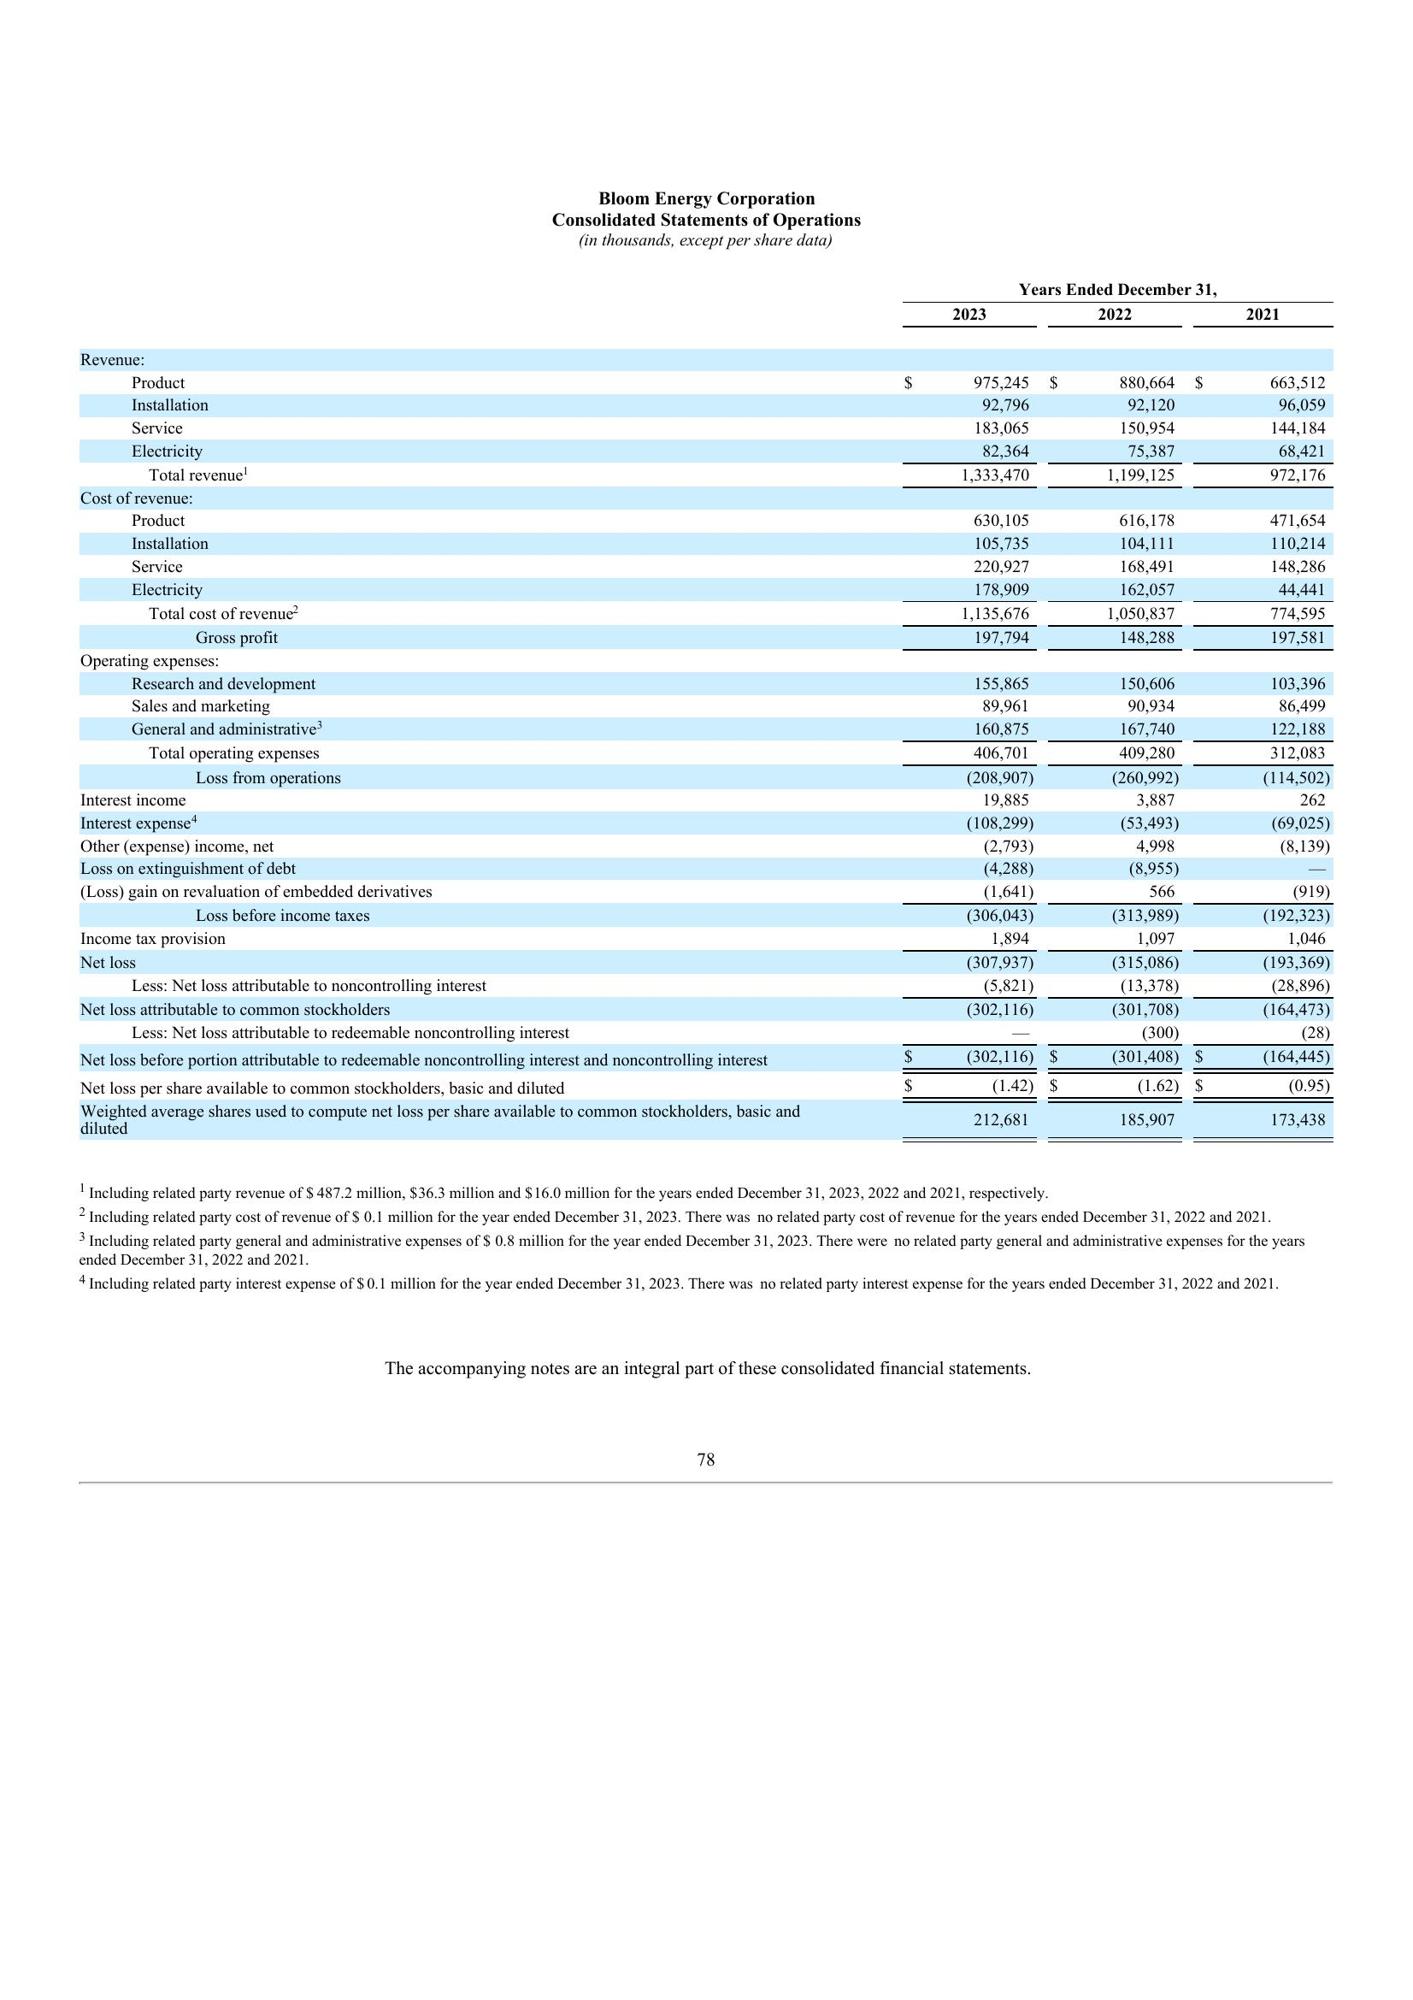 Bloom Energy Corporation
Consolidated Statements of Operations
(in thousands, except per share data)
Years Ended December 31,
2023 2022 2021
Revenue:
Product $ 975,245 $ 880,664 $ 663,512
Installation 92,796 92,120 96,059
Service 183,065 150,954 144,184
Electricity 82,364 75,387 68,421
Total revenue1 1,333,470 1,199,125 972,176
Cost of revenue:
Product 630,105 616,178 471,654
Installation 105,735 104,111 110,214
Service 220,927 168,491 148,286
Electricity 178,909 162,057 44,441
Total cost of revenue2 1,135,676 1,050,837 774,595
Gross profit 197,794 148,288 197,581
Operating expenses:
Research and development 155,865 150,606 103,396
Sales and marketing 89,961 90,934 86,499
General and administrative3 160,875 167,740 122,188
Total operating expenses 406,701 409,280 312,083
Loss from operations (208,907) (260,992) (114,502)
Interest income 19,885 3,887 262
Interest expense4 (108,299) (53,493) (69,025)
Other (expense) income, net (2,793) 4,998 (8,139)
Loss on extinguishment of debt (4,288) (8,955) —
(Loss) gain on revaluation of embedded derivatives (1,641) 566 (919)
Loss before income taxes (306,043) (313,989) (192,323)
Income tax provision 1,894 1,097 1,046
Net loss (307,937) (315,086) (193,369)
Less: Net loss attributable to noncontrolling interest (5,821) (13,378) (28,896)
Net loss attributable to common stockholders (302,116) (301,708) (164,473)
Less: Net loss attributable to redeemable noncontrolling interest — (300) (28)
Net loss before portion attributable to redeemable noncontrolling interest and noncontrolling interest $ (302,116) $ (301,408) $ (164,445)
Net loss per share available to common stockholders, basic and diluted $ (1.42) $ (1.62) $ (0.95)
Weighted average shares used to compute net loss per share available to common stockholders, basic and
diluted 212,681 185,907 173,438
1 Including related party revenue of $ 487.2 million, $36.3 million and $16.0 million for the years ended December 31, 2023, 2022 and 2021, respectively.
2 Including related party cost of revenue of $ 0.1 million for the year ended December 31, 2023. There was no related party cost of revenue for the years ended December 31, 2022 and 2021.
3 Including related party general and administrative expenses of $ 0.8 million for the year ended December 31, 2023. There were no related party general and administrative expenses for the years
ended December 31, 2022 and 2021.
4 Including related party interest expense of $ 0.1 million for the year ended December 31, 2023. There was no related party interest expense for the years ended December 31, 2022 and 2021.
The accompanying notes are an integral part of these consolidated financial statements.
78